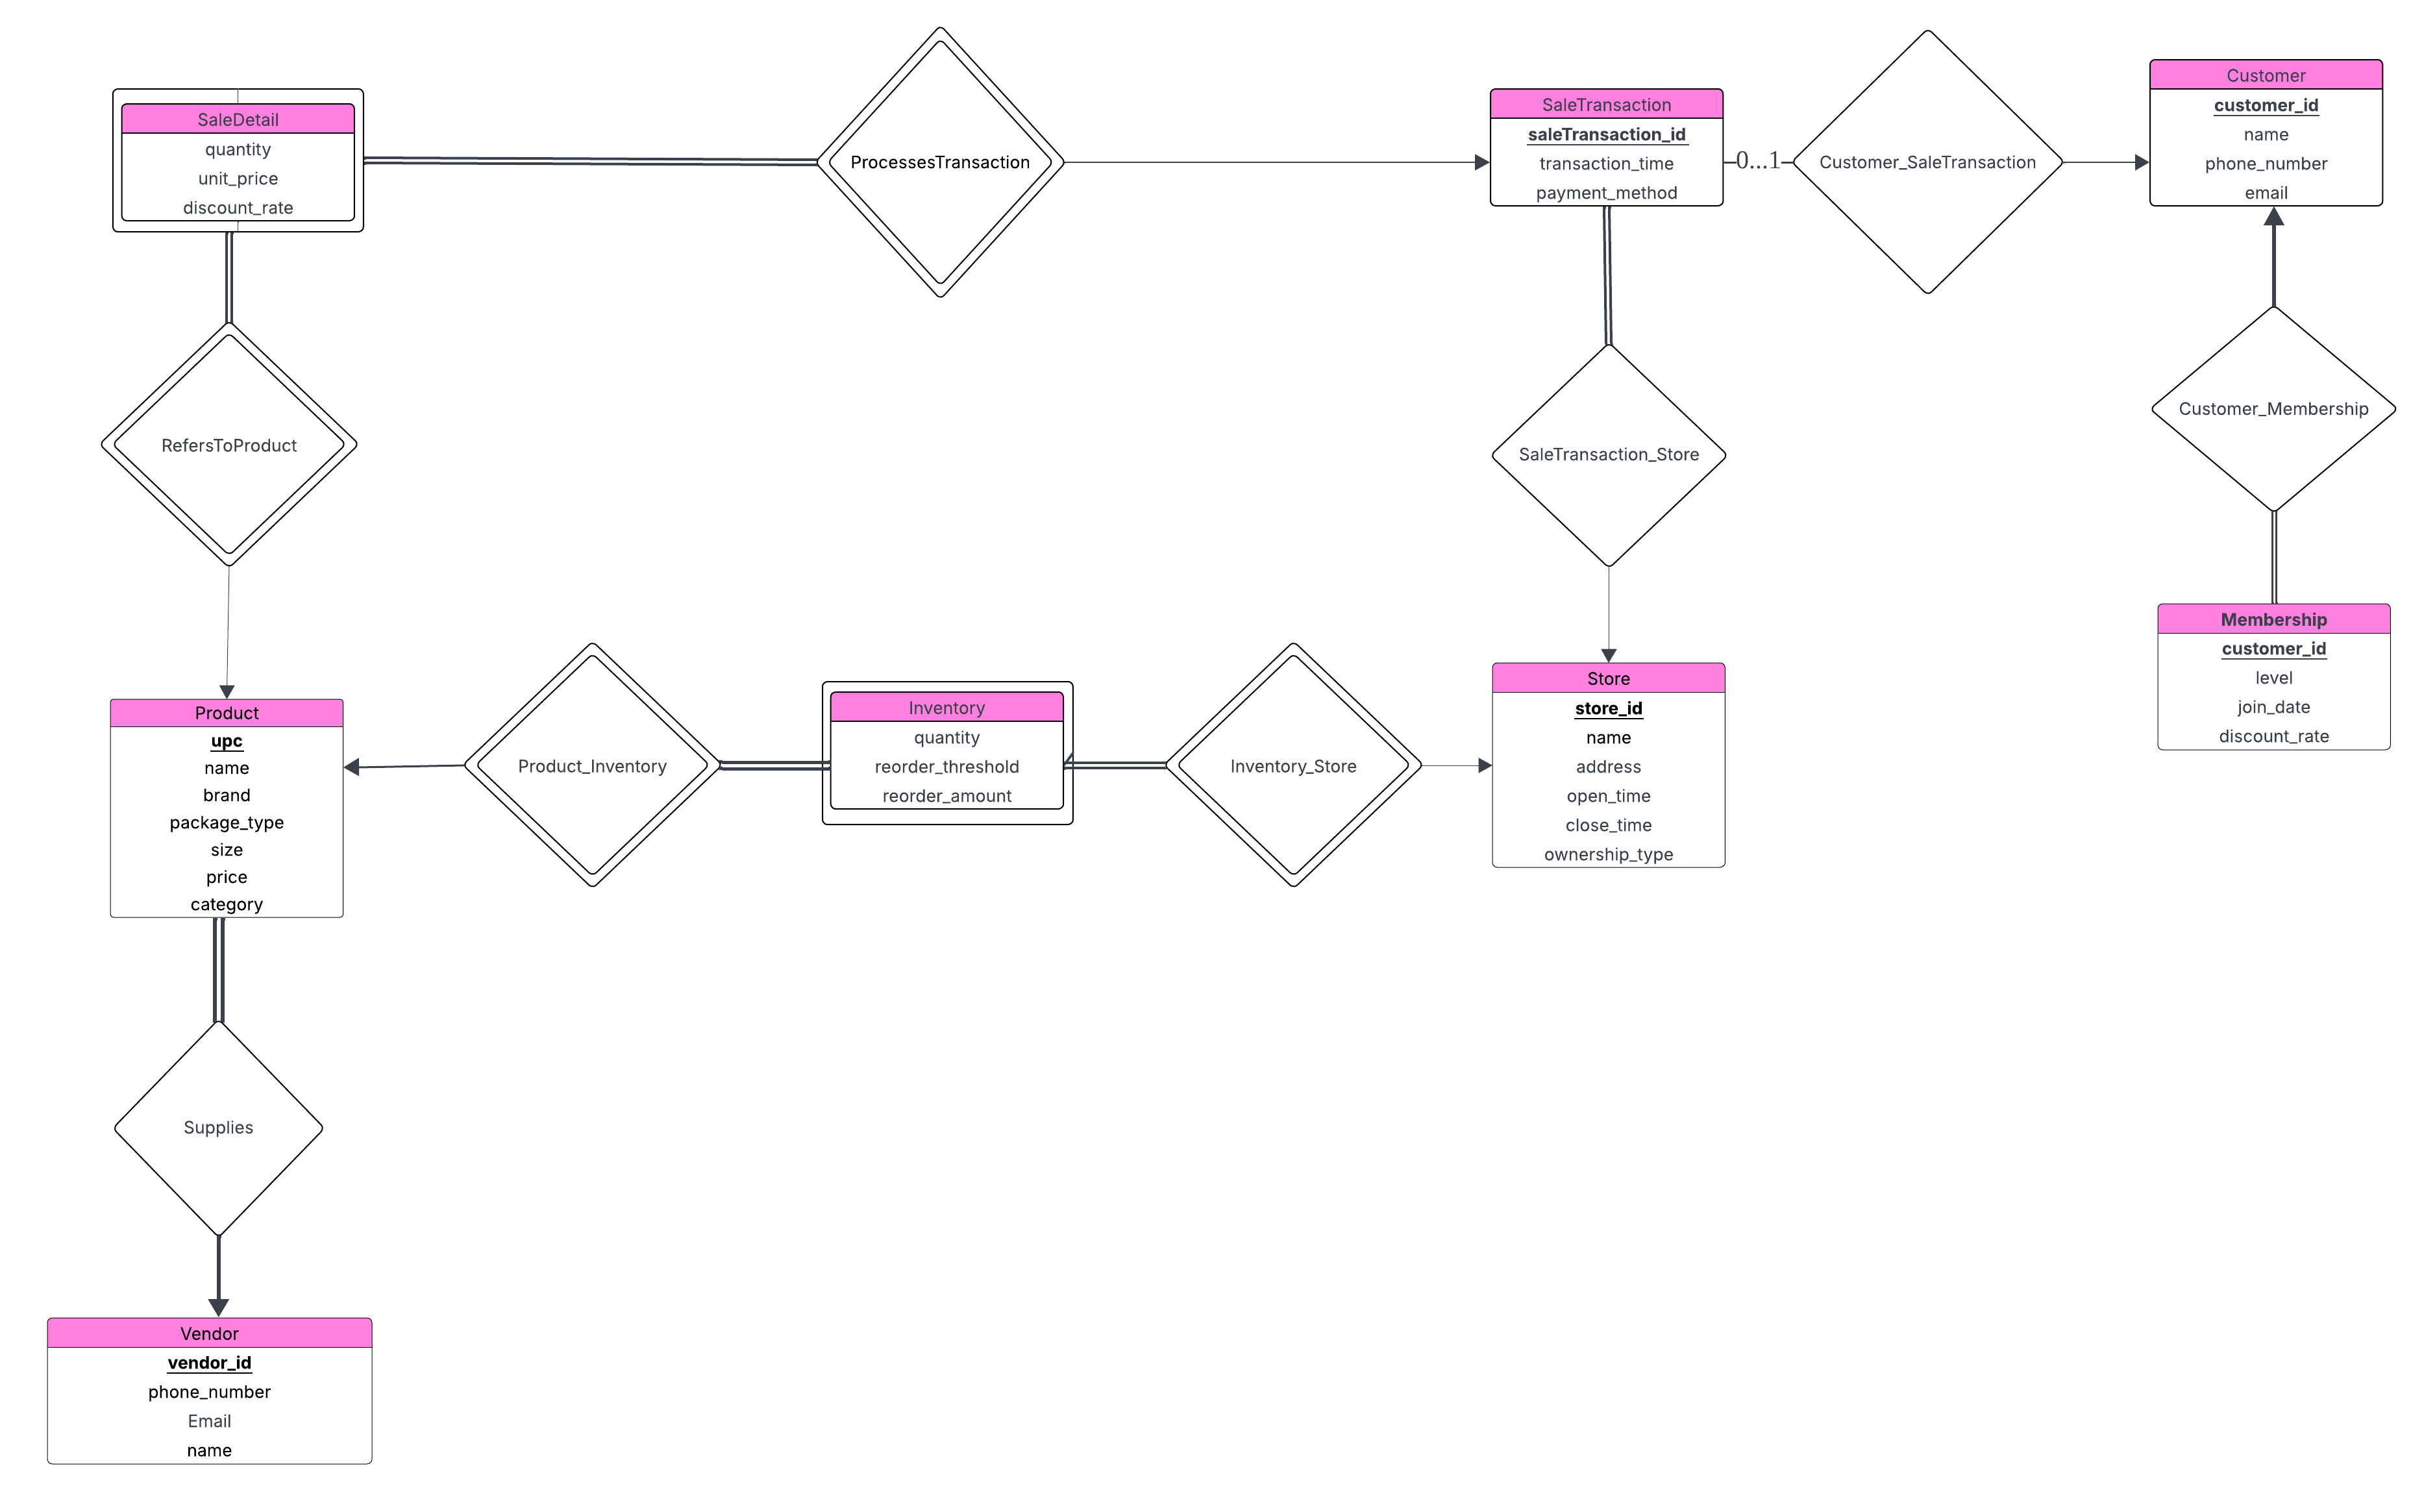 SaleDetail
quantity
unit_price
discount_rate
ProcessesTransaction
SaleTransaction
saleTransaction_id
transaction_time
payment_method
0...1
Customer_SaleTransaction
Customer
customer_id
name
phone_number
email
RefersToProduct
SaleTransaction_Store
Customer_Membership
Product
upc
name
brand
package_type
size
price
category
Product_Inventory
Inventory
quantity
reorder_threshold
reorder_amount
Inventory_Store
Store
store_id
name
address
open_time
close_time
ownership_type
Membership
customer_id
level
join_date
discount_rate
Supplies
Vendor
vendor_id
phone_number
Email
name